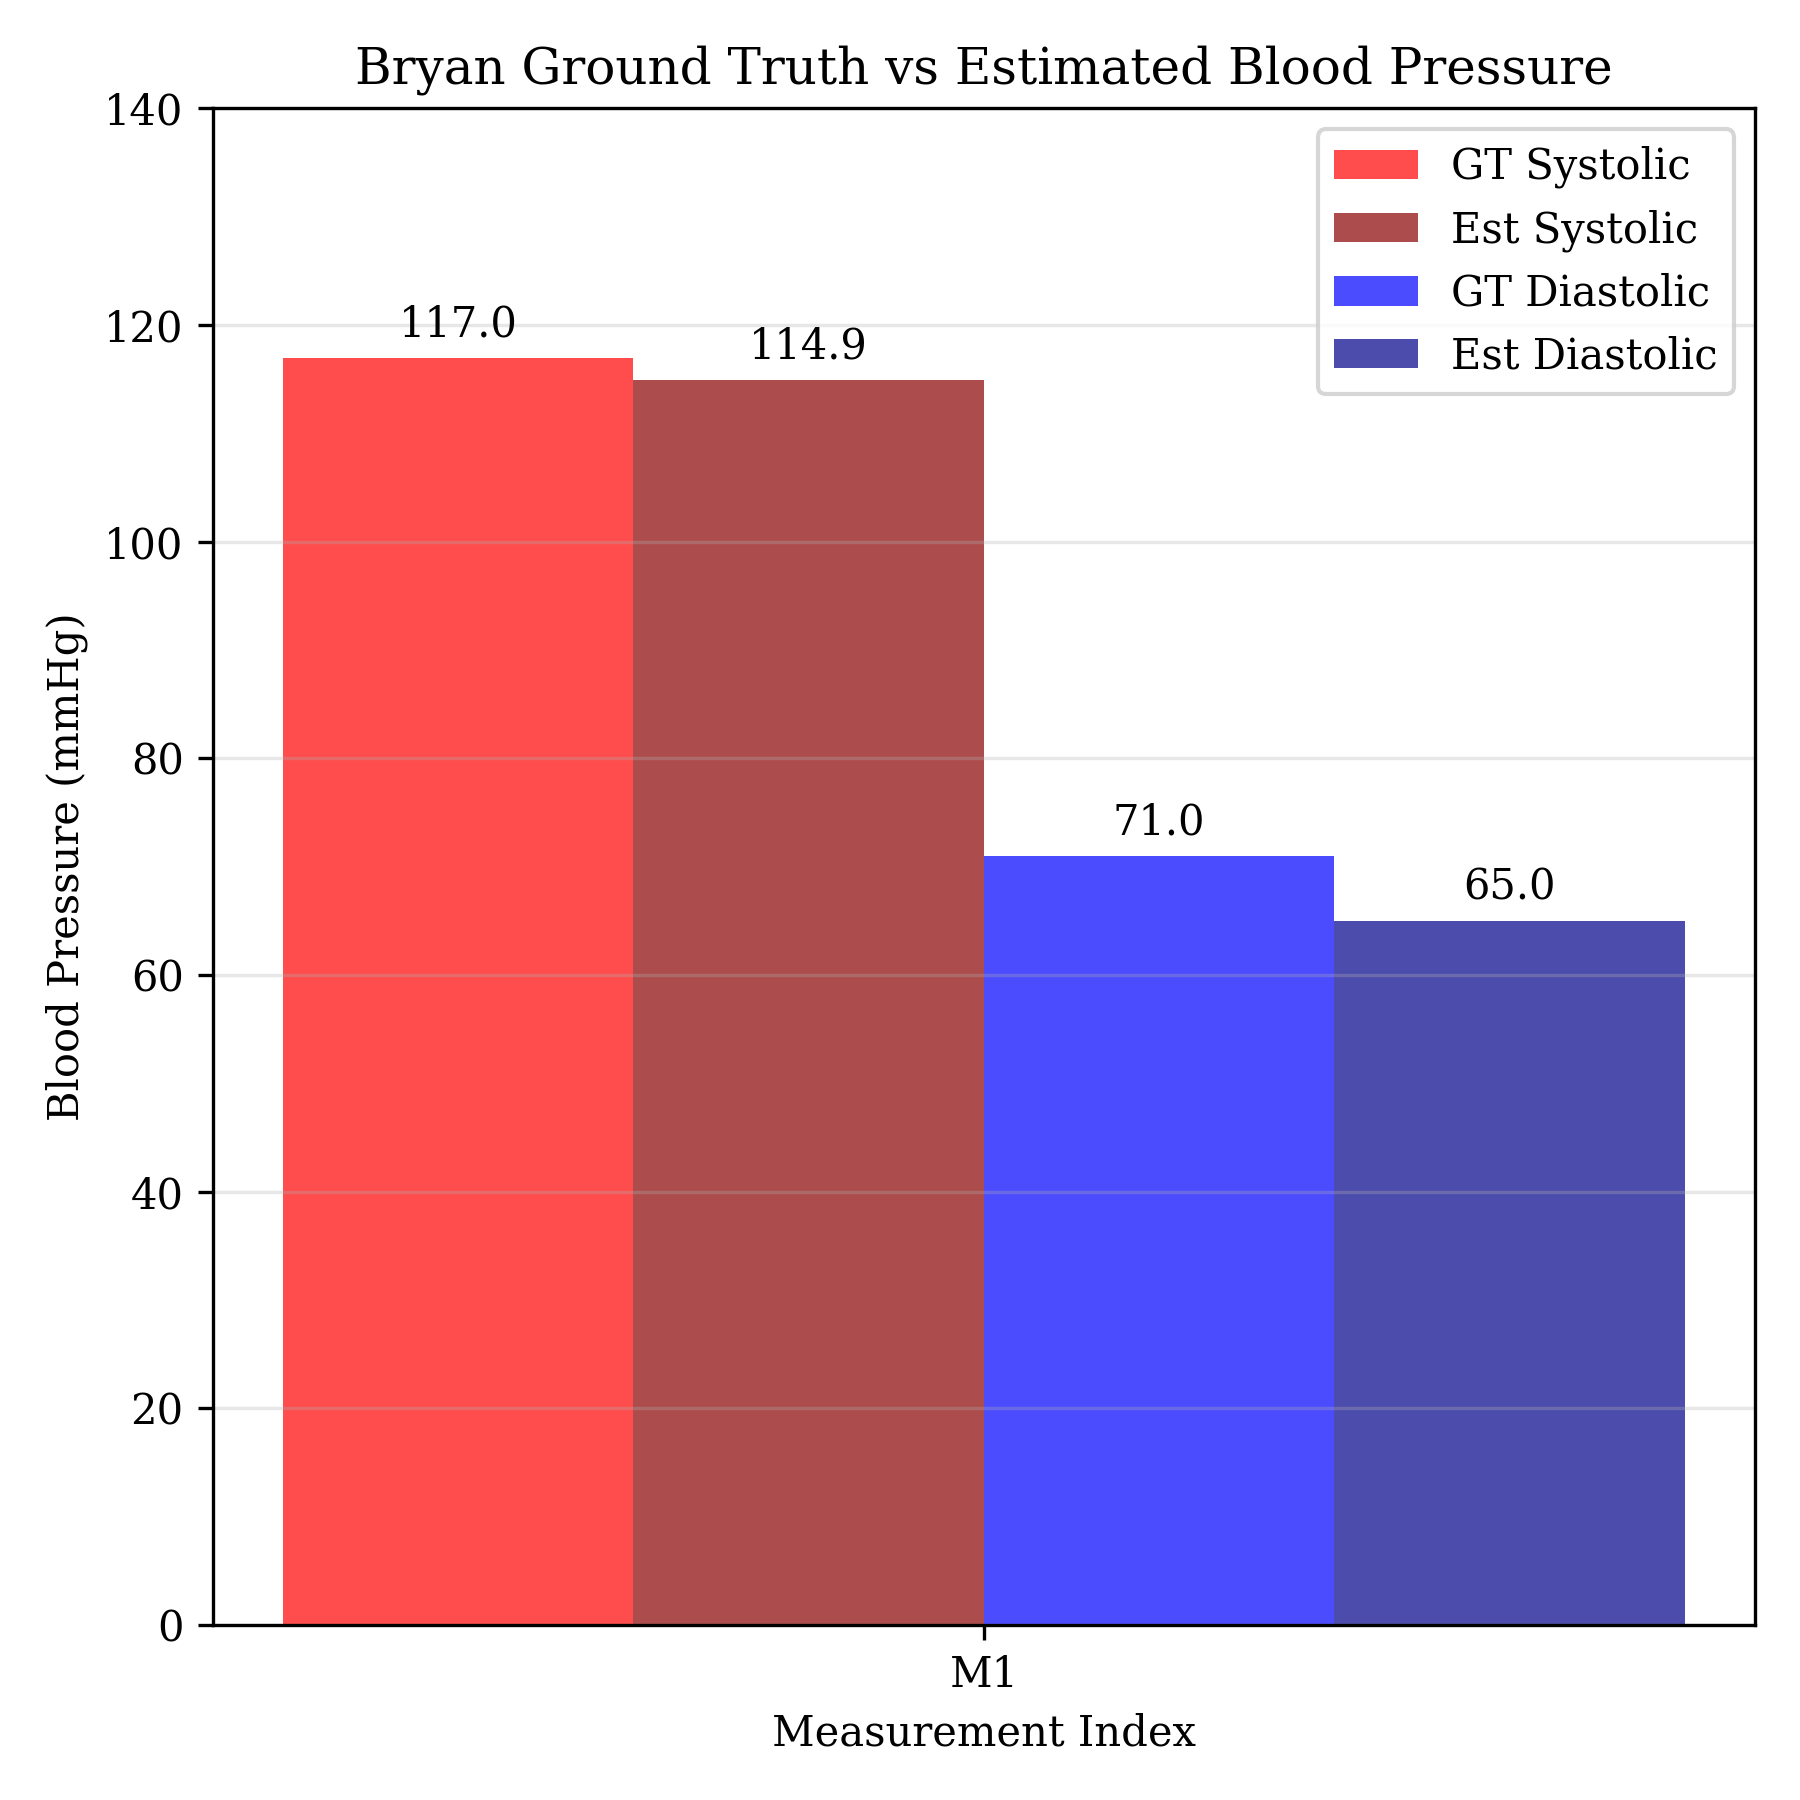 Bryan Ground Truth vs Estimated Blood Pressure
140
120
100
80
60
40
20
0
Blood Pressure (mmHg)
GT Systolic
Est Systolic
GT Diastolic
Est Diastolic
117.0
114.9
71.0
65.0
M1
Measurement Index